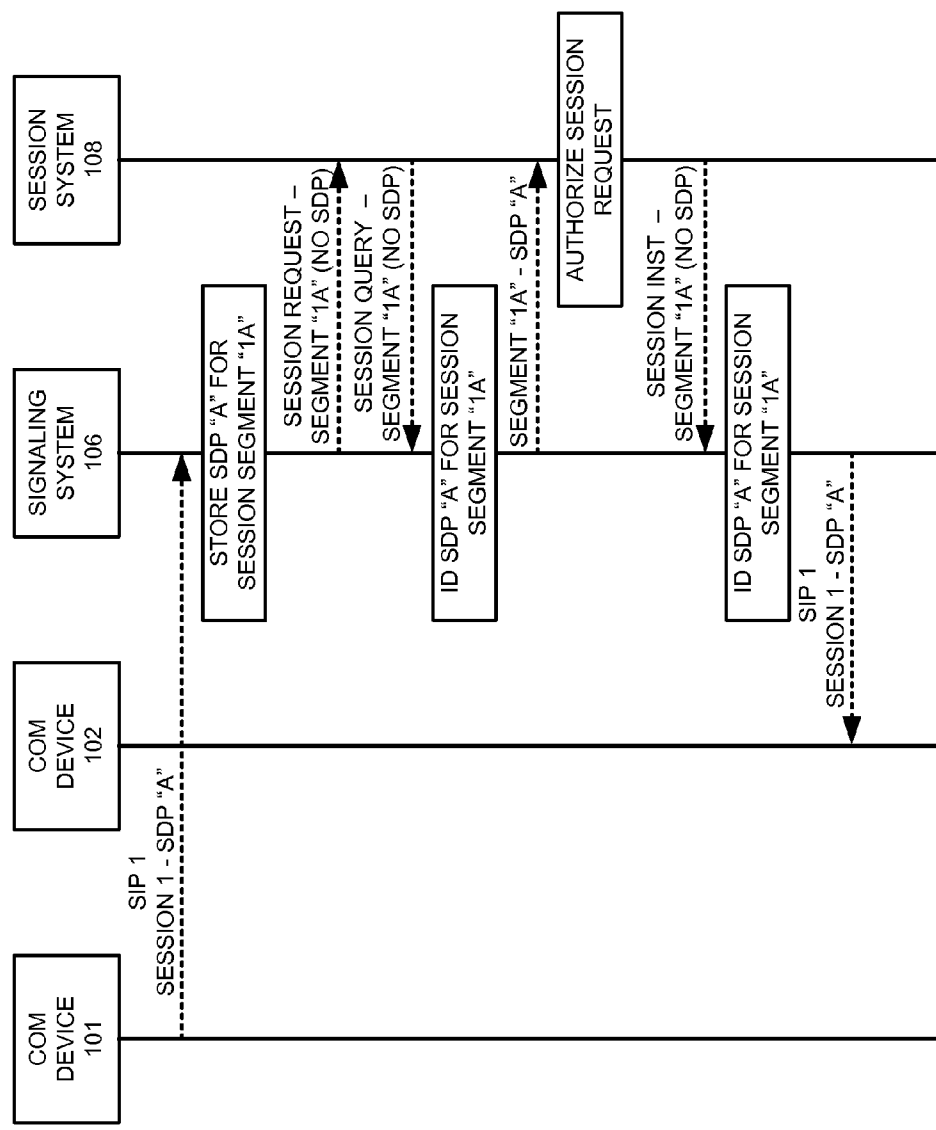 COM
DEVICE
101
COM
DEVICE
102
SIGNALING
SYSTEM
106
SESSION
SYSTEM
108
SIP 1
SESSION 1 - SDP “A”
STORE SDP “A” FOR
SESSION SEGMENT “1A”
SESSION REQUEST –
SEGMENT “1A” (NO SDP)
SESSION QUERY –
SEGMENT “1A” (NO SDP)
ID SDP “A” FOR SESSION
SEGMENT “1A”
SEGMENT “1A” - SDP “A”
AUTHORIZE SESSION
REQUEST
SESSION INST –
SEGMENT “1A” (NO SDP)
ID SDP “A” FOR SESSION
SEGMENT “1A”
SIP 1
SESSION 1 - SDP “A”